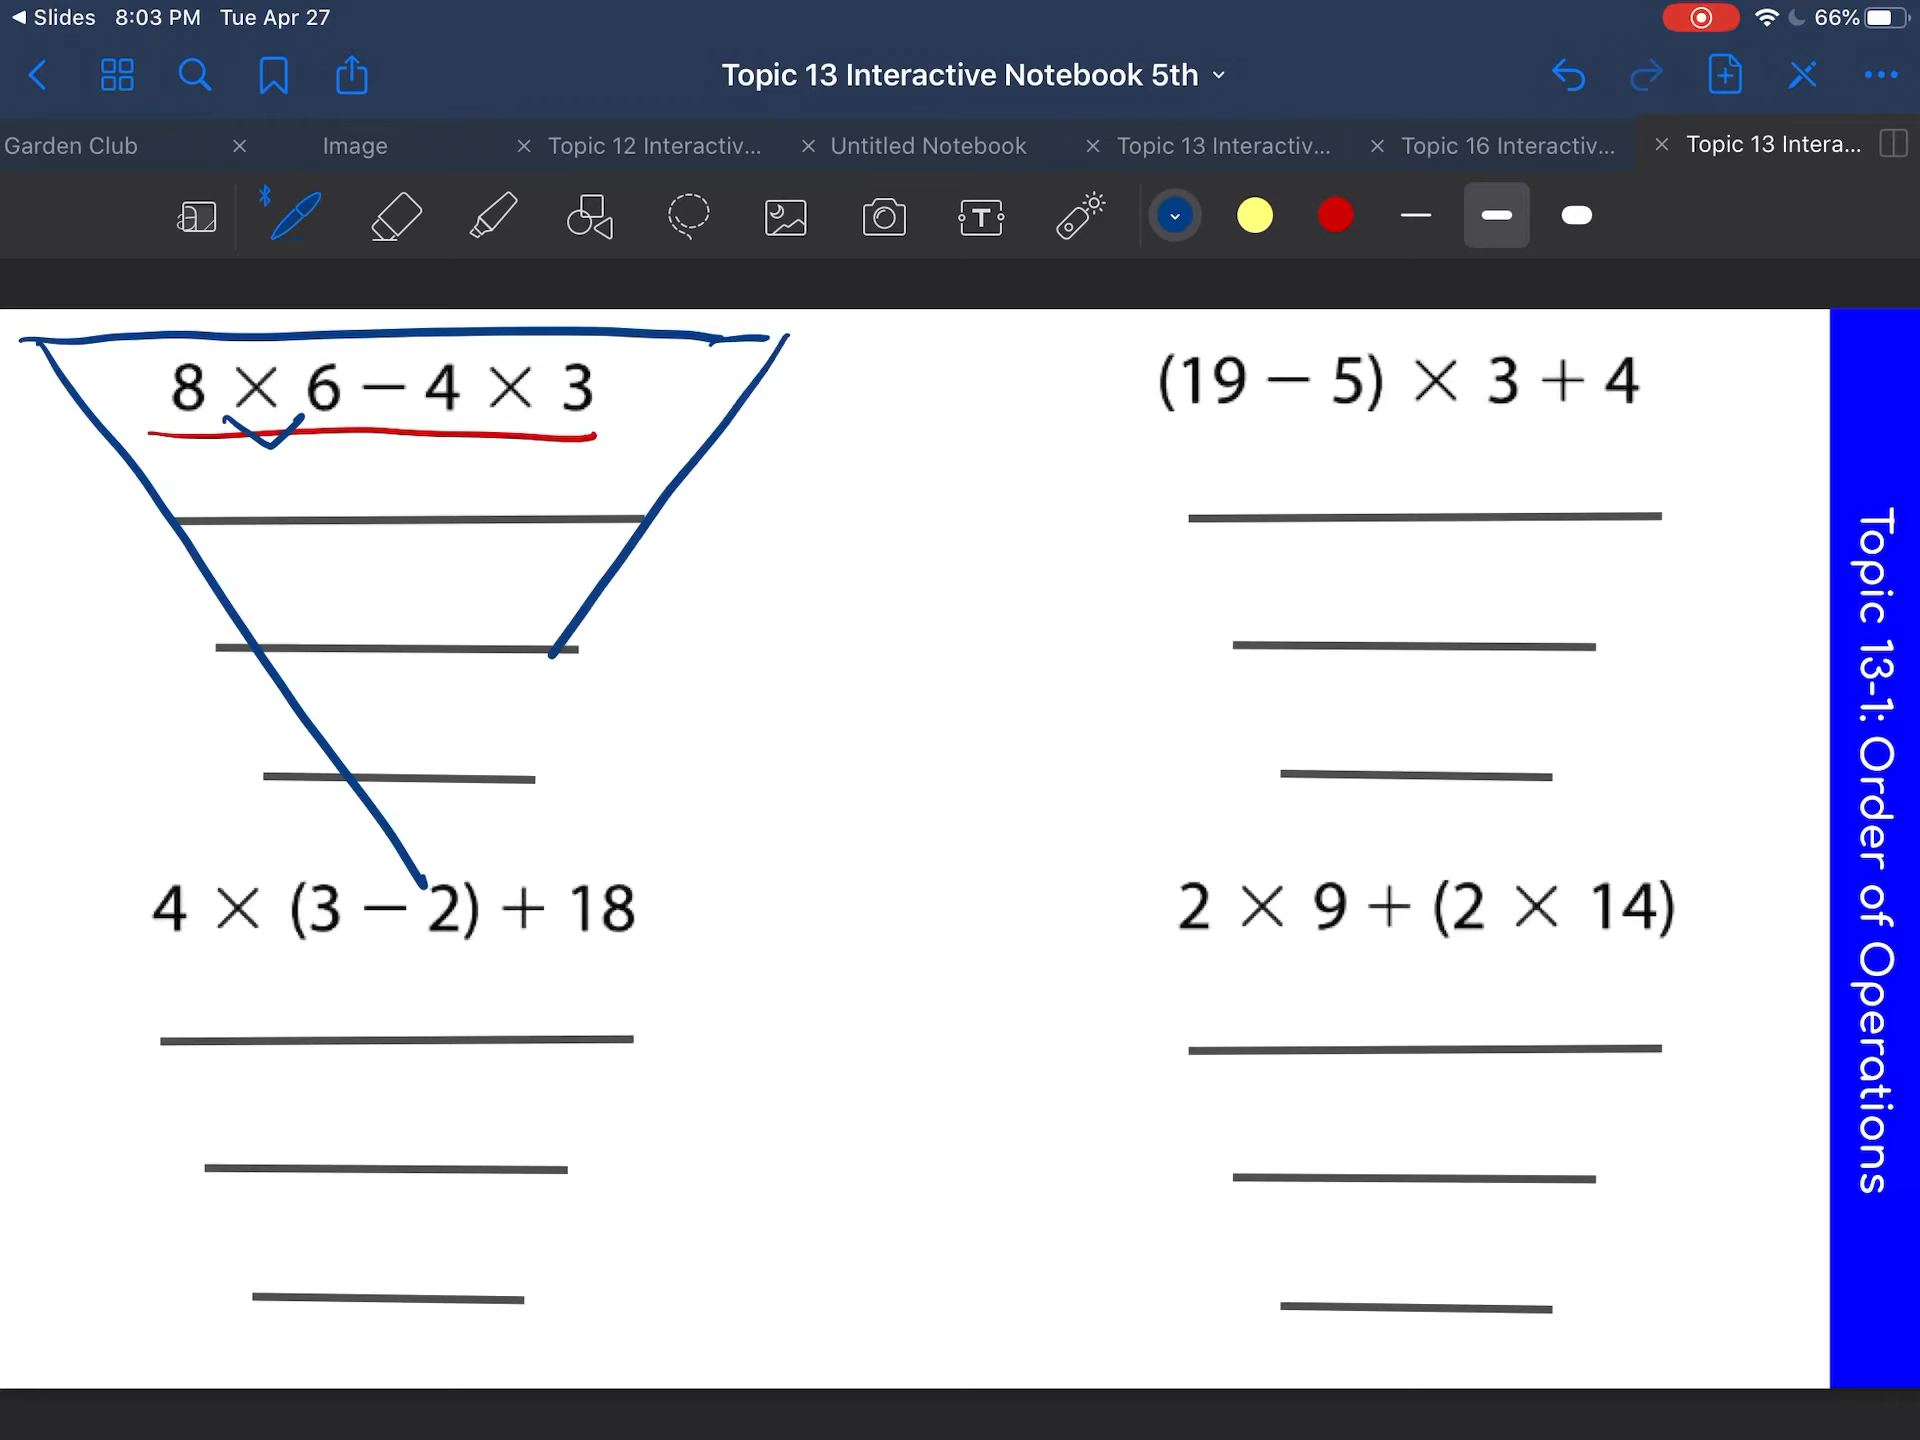 Slides 8:03 PM Tue Apr 27 66%
Topic 13 Interactive Notebook 5th
Garden Club Image Topic 12 Interactiv... Untitled Notebook Topic 13 Interactiv... Topic 16 Interactiv... Topic 13 Intera...
8 × 6 − 4 × 3
(19 − 5) × 3 + 4
4 × (3 − 2) + 18
2 × 9 + (2 × 14)
Topic 13-1: Order of Operations